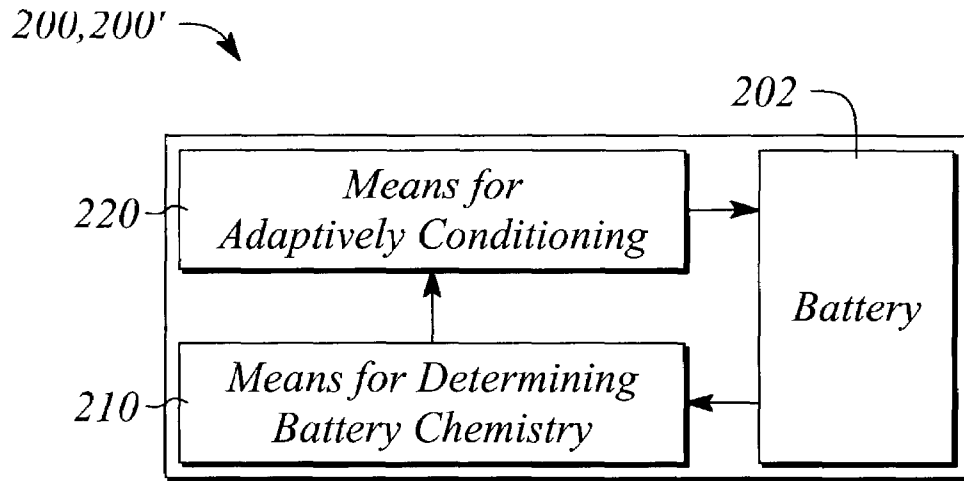 200,200'
202
220
Means for
Adaptively Conditioning
Battery
210
Means for Determining
Battery Chemistry